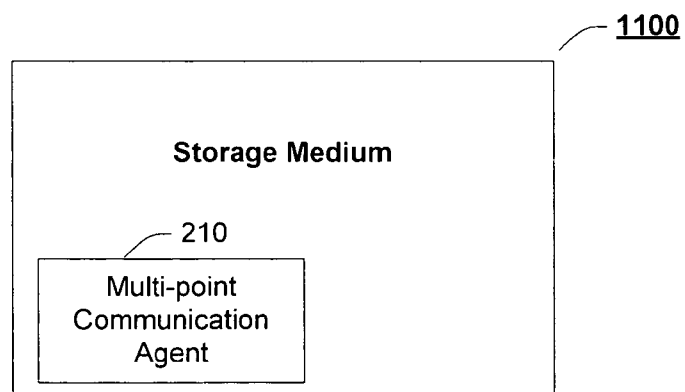 1100
Storage Medium
210
Multi-point
Communication
Agent